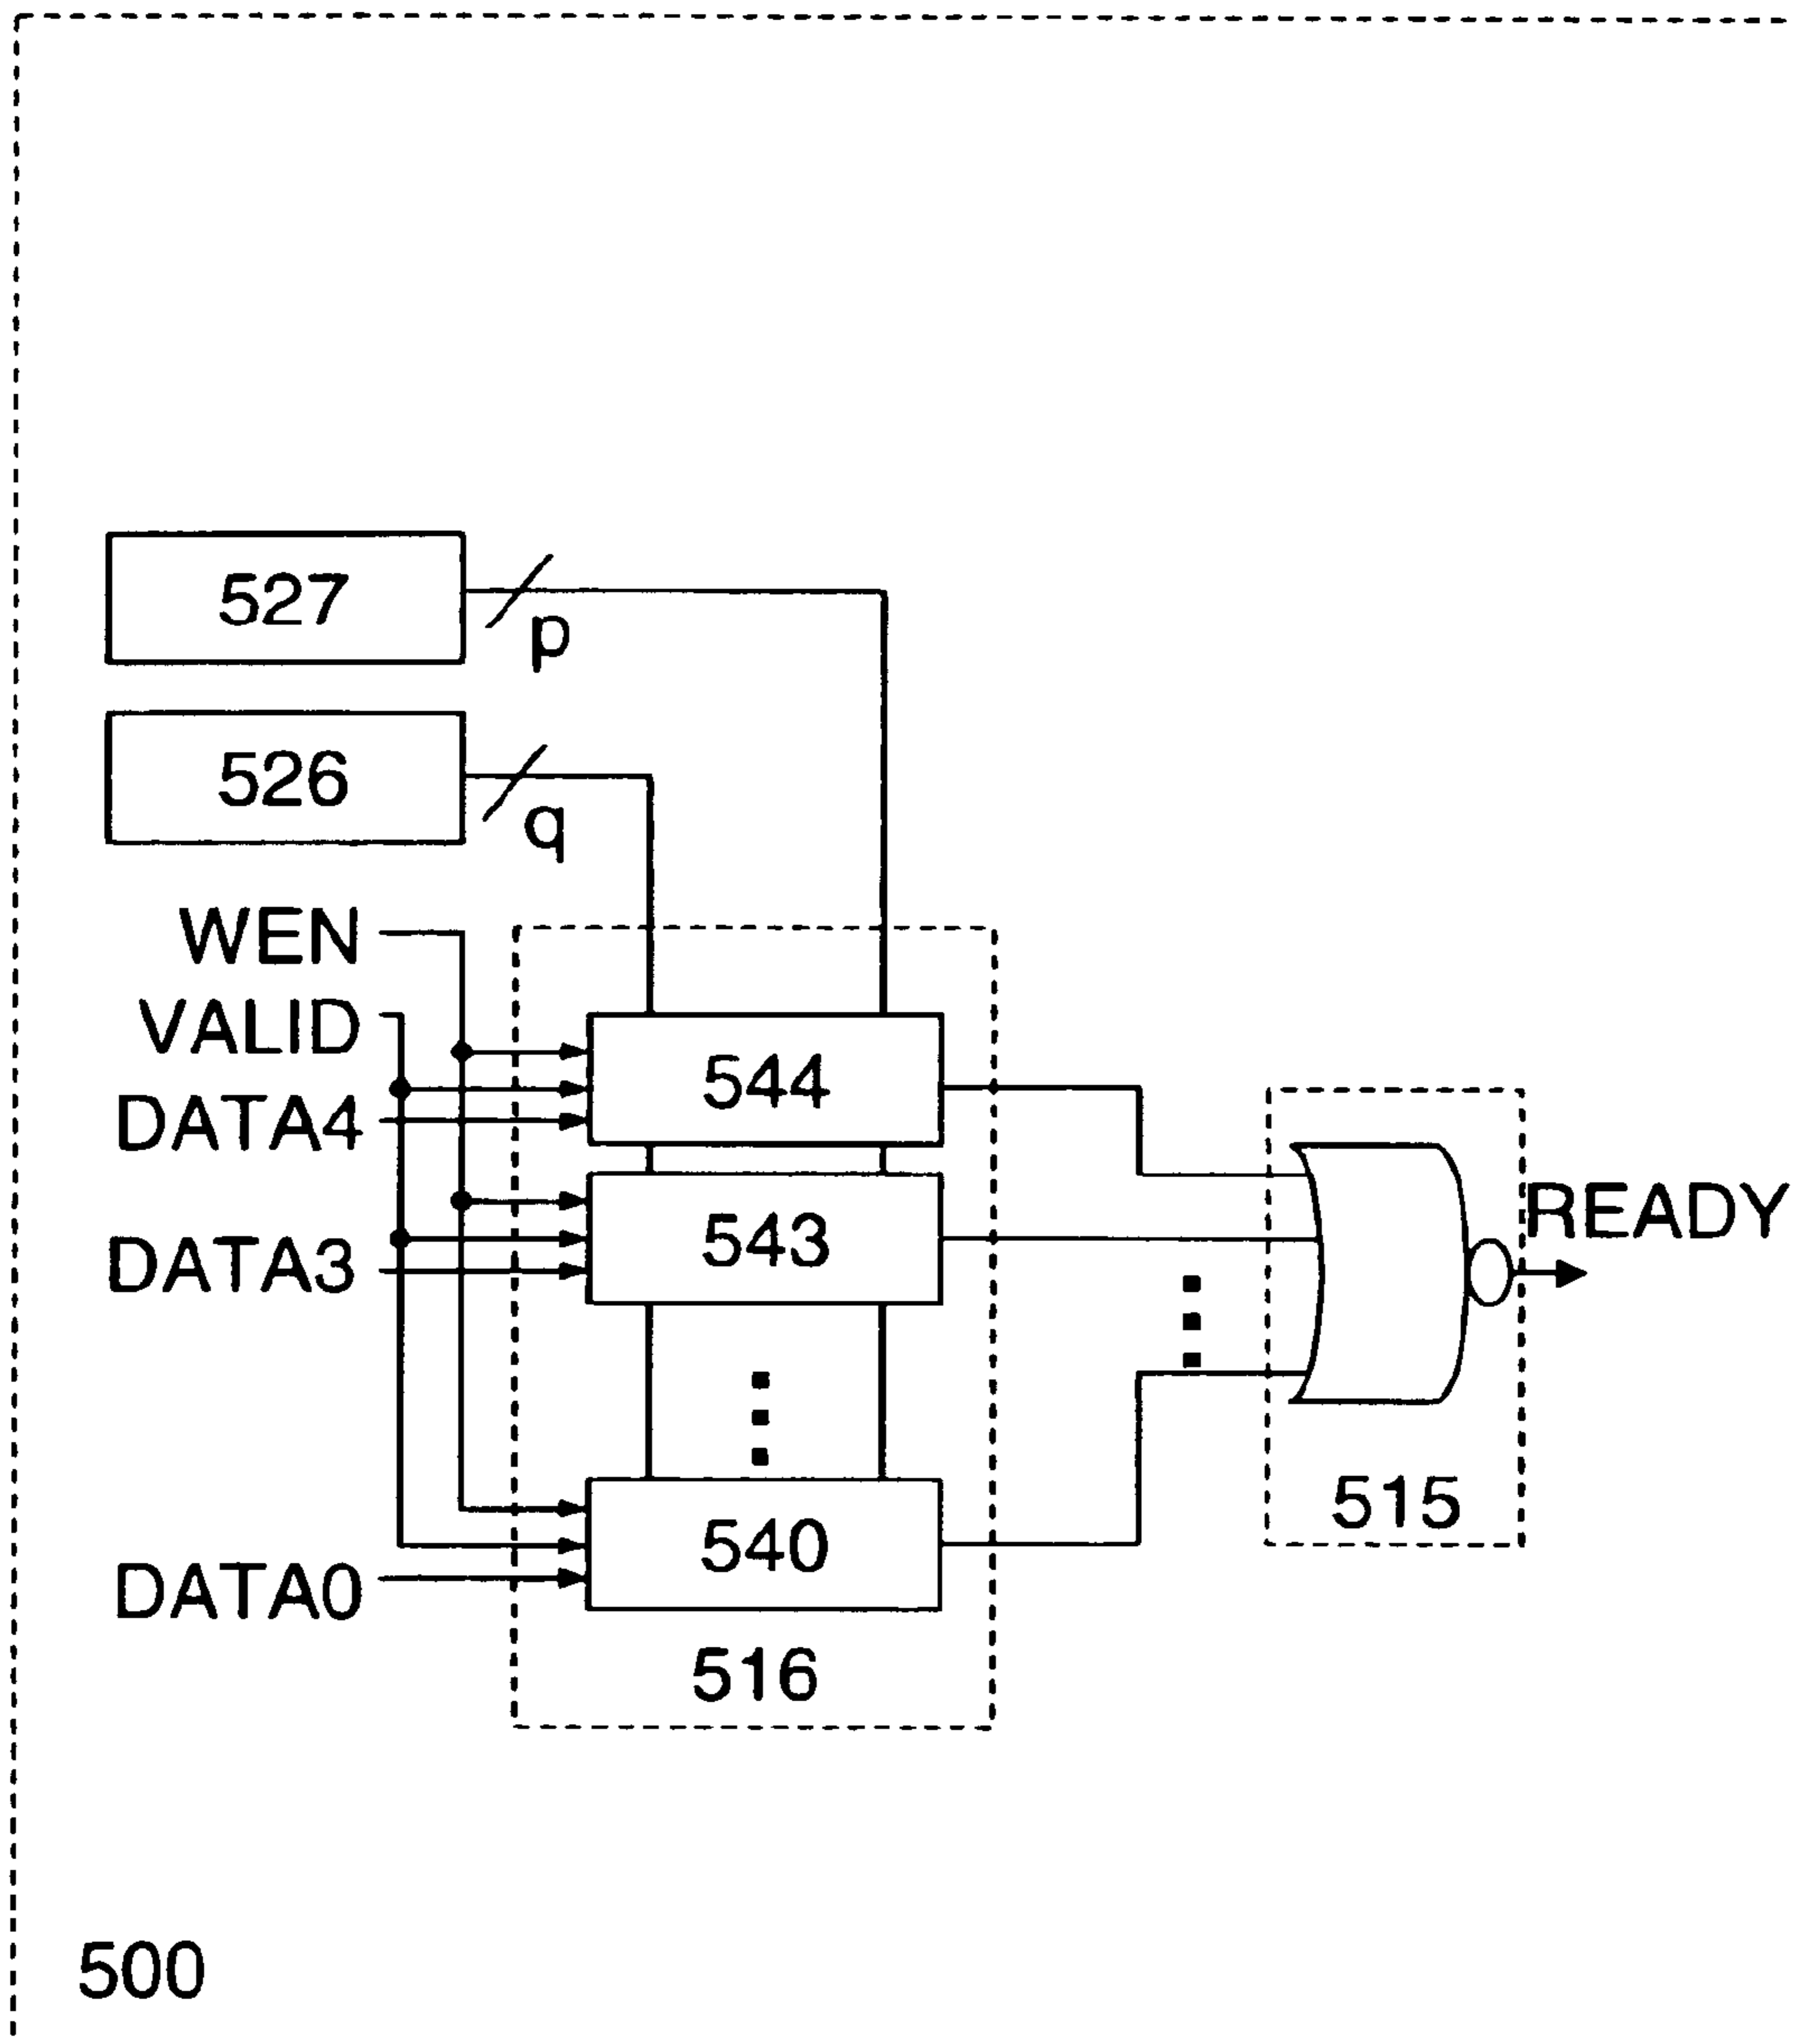 527
p
526
q
WEN
VALID
544
DATA4
READY
543
DATA3
515
540
DATA0
516
500